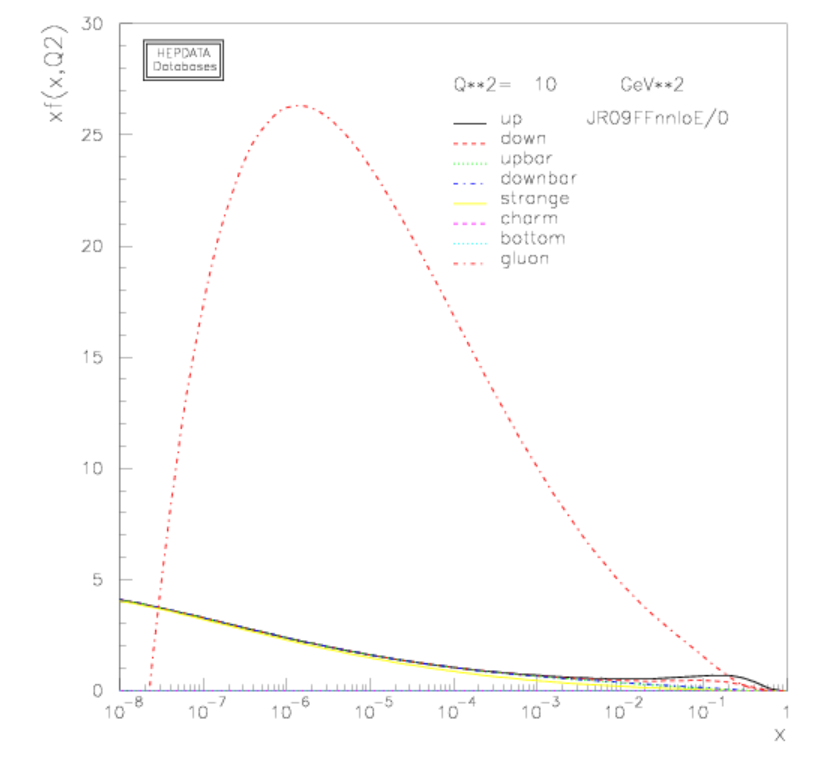 30
xf(x,Q2)
HEPDATA
Databases
Q**2= 10 GeV**2
up JR09FFnnloE/0
down
upbar
downbar
strange
charm
bottom
gluon
25
20
15
10
5
0
10^-8 10^-7 10^-6 10^-5 10^-4 10^-3 10^-2 10^-1 1
x